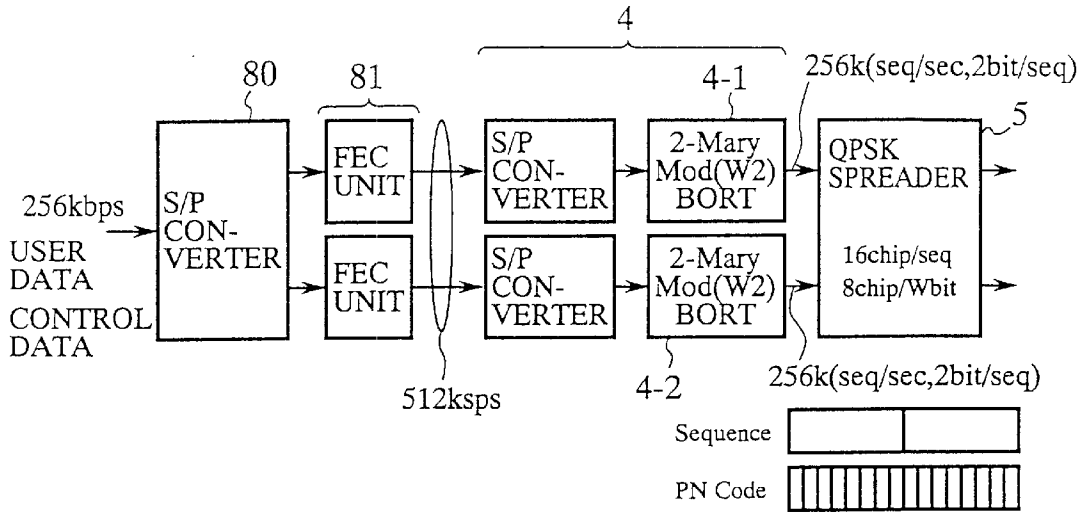 4
80
81
4-1
256k(seq/sec,2bit/seq)
5
S/P
CON-
VERTER
FEC
UNIT
S/P
CON-
VERTER
2-Mary
Mod(W2)
BORT
QPSK
SPREADER
256kbps
USER
DATA
CONTROL
DATA
FEC
UNIT
S/P
CON-
VERTER
2-Mary
Mod(W2)
BORT
16chip/seq
8chip/Wbit
512ksps
4-2
256k(seq/sec,2bit/seq)
Sequence
PN Code